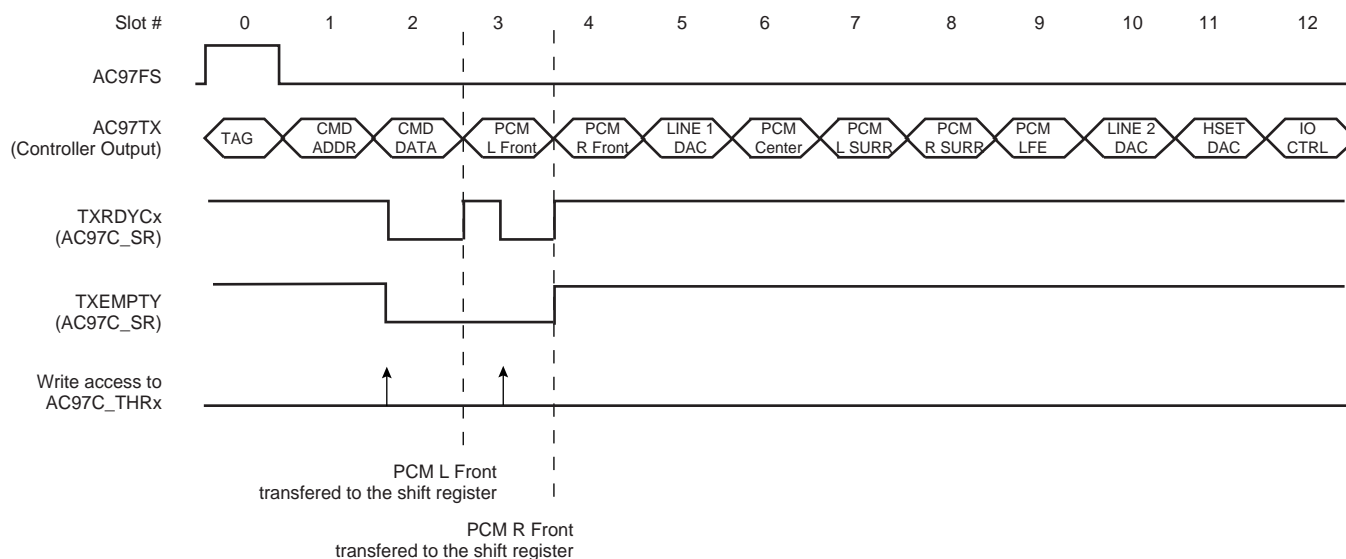 Slot # 0 1 2 3 4 5 6 7 8 9 10 11 12
AC97FS
AC97TX
(Controller Output)
TAG
CMD
ADDR
CMD
DATA
PCM
L Front
PCM
R Front
LINE 1
DAC
PCM
Center
PCM
L SURR
PCM
R SURR
PCM
LFE
LINE 2
DAC
HSET
DAC
IO
CTRL
TXRDYCx
(AC97C_SR)
TXEMPTY
(AC97C_SR)
Write access to
AC97C_THRx
PCM L Front
transfered to the shift register
PCM R Front
transfered to the shift register